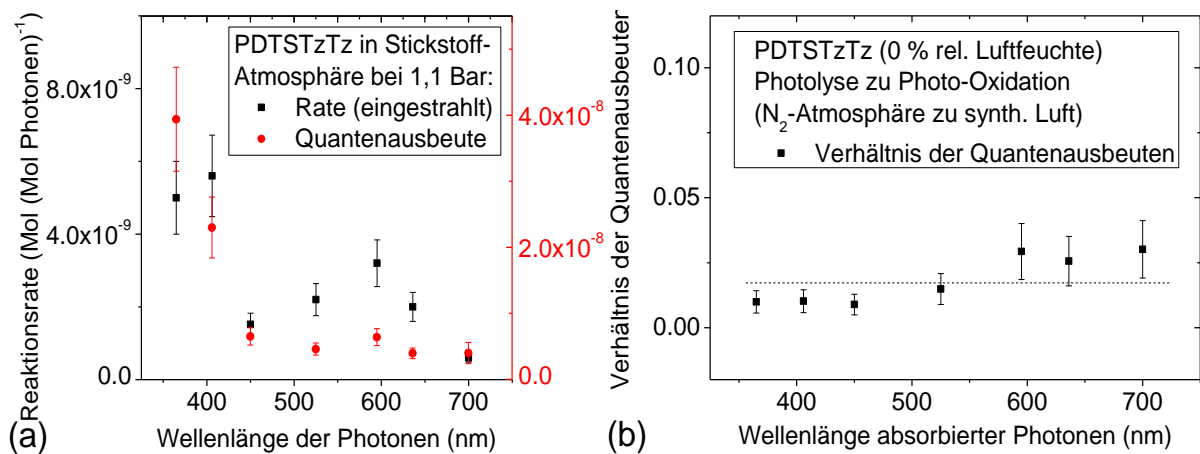 Reaktionsrate (Mol (Mol Photonen)⁻¹)
8.0x10⁻⁹
4.0x10⁻⁹
0.0
PDTSTzTz in Stickstoff-
Atmosphäre bei 1,1 Bar:
Rate (eingestrahlt)
Quantenausbeute
4.0x10⁻⁸
2.0x10⁻⁸
0.0
400 500 600 700
Wellenlänge der Photonen (nm)
(a)
Verhältnis der Quantenausbeuter
0.10
0.05
0.00
PDTSTzTz (0 % rel. Luftfeuchte)
Photolyse zu Photo-Oxidation
(N₂-Atmosphäre zu synth. Luft)
Verhältnis der Quantenausbeuten
400 500 600 700
Wellenlänge absorbierter Photonen (nm)
(b)